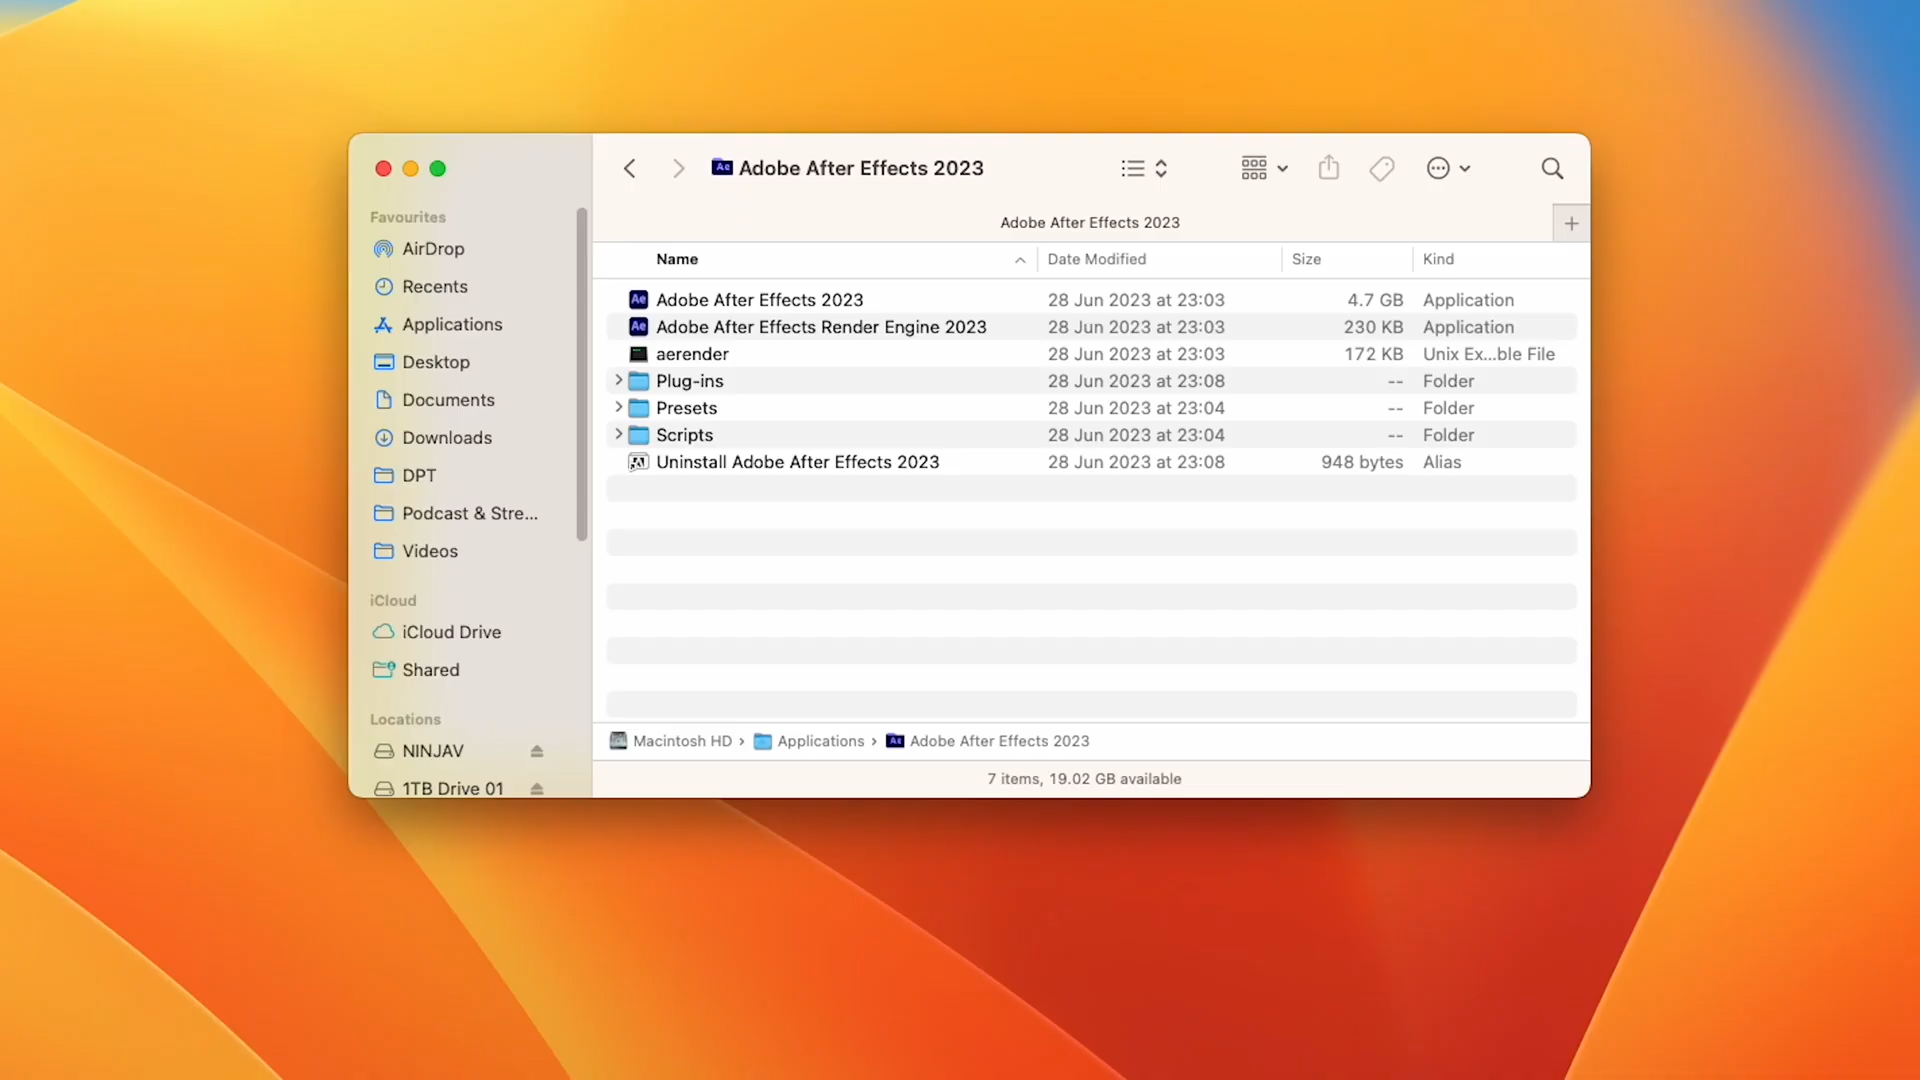 Adobe After Effects 2023
Adobe After Effects 2023
Favourites
AirDrop
Recents
Applications
Desktop
Documents
Downloads
DPT
Podcast & Stre...
Videos
iCloud
iCloud Drive
Shared
Locations
NINJAV
1TB Drive 01
Name Date Modified Size Kind
Adobe After Effects 2023 28 Jun 2023 at 23:03 4.7 GB Application
Adobe After Effects Render Engine 2023 28 Jun 2023 at 23:03 230 KB Application
aerender 28 Jun 2023 at 23:03 172 KB Unix Ex...ble File
Plug-ins 28 Jun 2023 at 23:08 -- Folder
Presets 28 Jun 2023 at 23:04 -- Folder
Scripts 28 Jun 2023 at 23:04 -- Folder
Uninstall Adobe After Effects 2023 28 Jun 2023 at 23:08 948 bytes Alias
Macintosh HD › Applications › Adobe After Effects 2023
7 items, 19.02 GB available